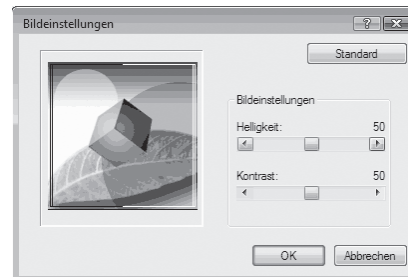 Bildeinstellungen
Standard
Bildeinstellungen
Helligkeit: 50
Kontrast: 50
OK Abbrechen